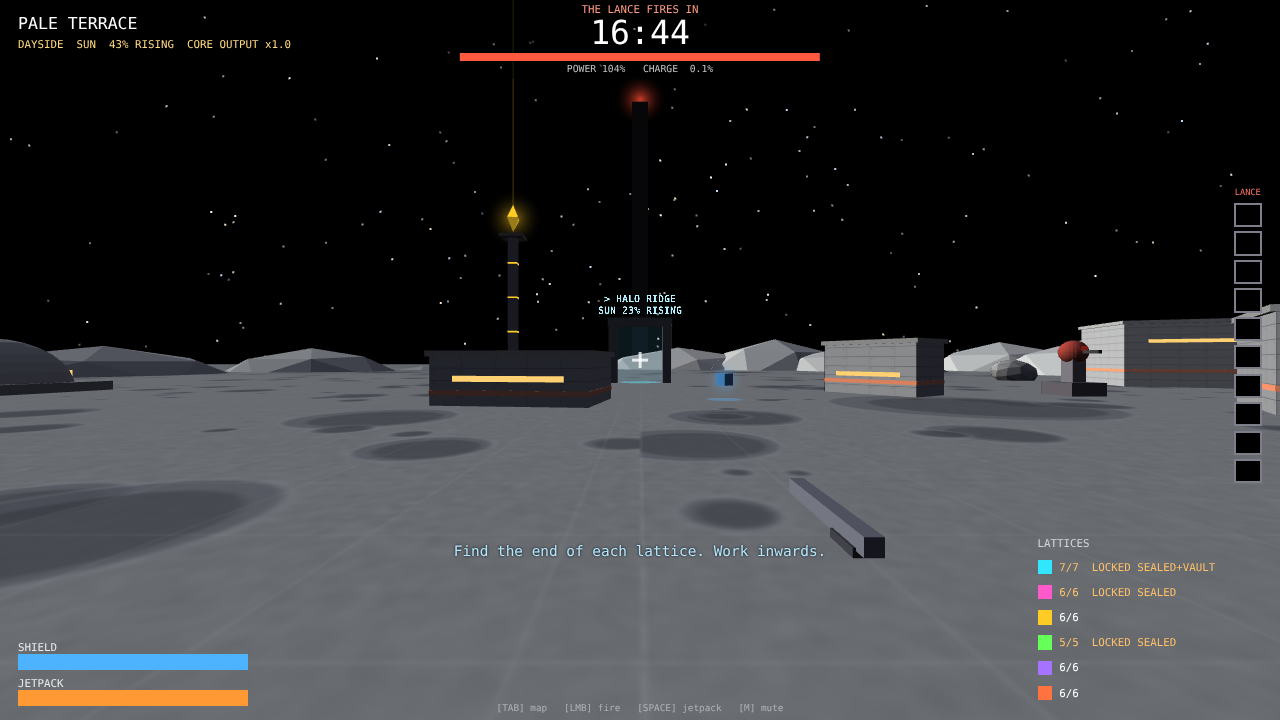 PALE TERRACE
DAYSIDE SUN 43% RISING CORE OUTPUT x1.0
THE LANCE FIRES IN
16:44
POWER 104% CHARGE 0.1%
LANCE
> HALO RIDGE
SUN 23% RISING
Find the end of each lattice. Work inwards.
LATTICES
7/7 LOCKED SEALED+VAULT
6/6 LOCKED SEALED
6/6
5/5 LOCKED SEALED
6/6
6/6
SHIELD
JETPACK
[TAB] map [LMB] fire [SPACE] jetpack [M] mute